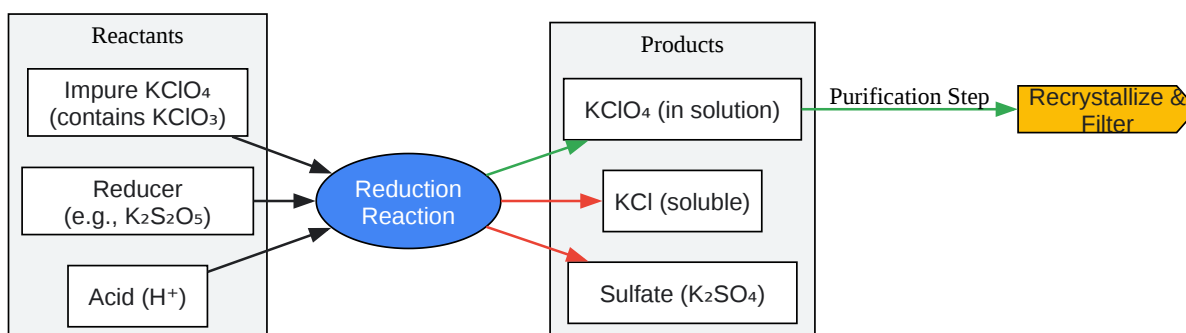 Reactants
Impure KClO₄
(contains KClO₃)
Reducer
(e.g., K₂S₂O₅)
Acid (H⁺)
Reduction
Reaction
Products
KClO₄ (in solution)
KCl (soluble)
Sulfate (K₂SO₄)
Purification Step
Recrystallize &
Filter